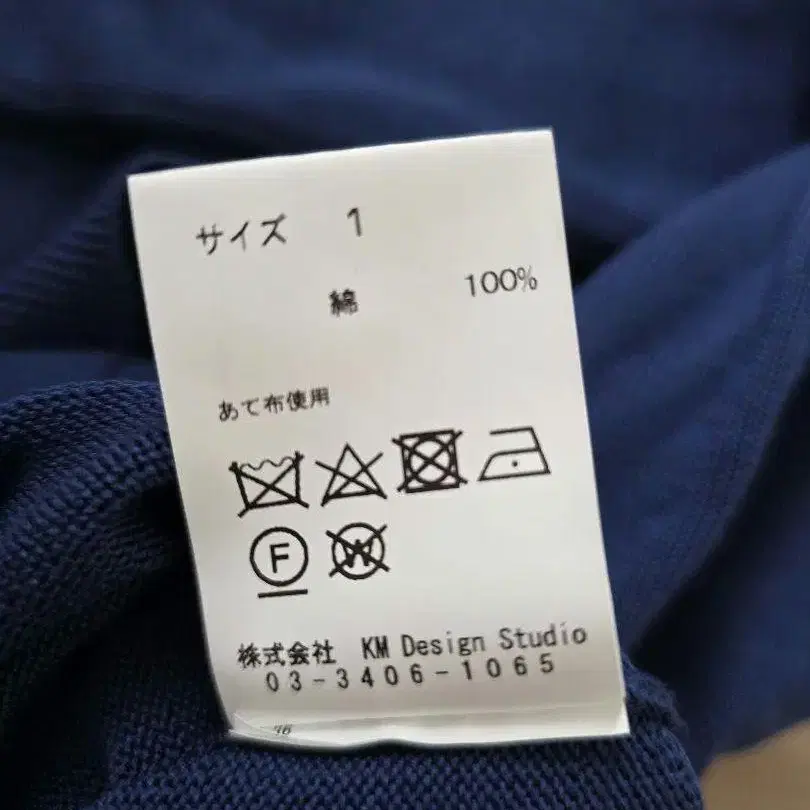 サイズ 1
綿 100%
あて布使用
F W
株式会社 KM Design Studio
03-3406-1065